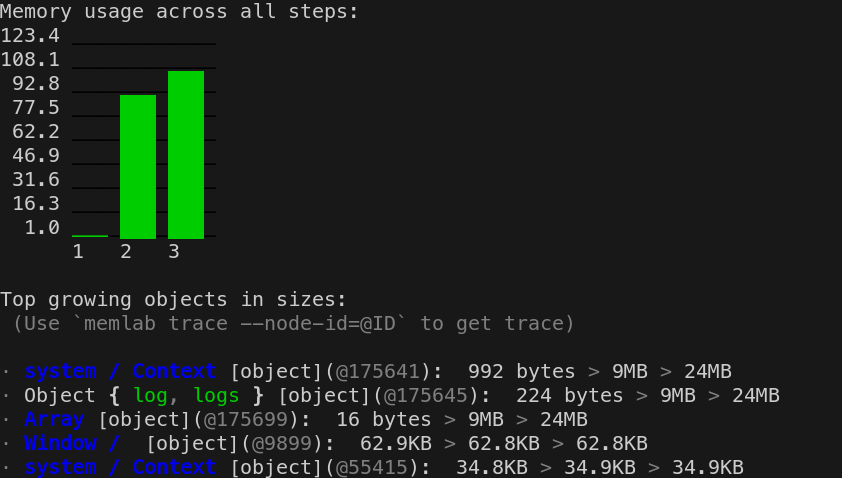 Memory usage across all steps:
123.4
108.1
92.8
77.5
62.2
46.9
31.6
16.3
1.0
1 2 3
Top growing objects in sizes:
(Use `memlab trace --node-id=@ID` to get trace)
· system / Context [object](@175641): 992 bytes > 9MB > 24MB
· Object { log, logs } [object](@175645): 224 bytes > 9MB > 24MB
· Array [object](@175699): 16 bytes > 9MB > 24MB
· Window / [object](@9899): 62.9KB > 62.8KB > 62.8KB
· system / Context [object](@55415): 34.8KB > 34.9KB > 34.9KB